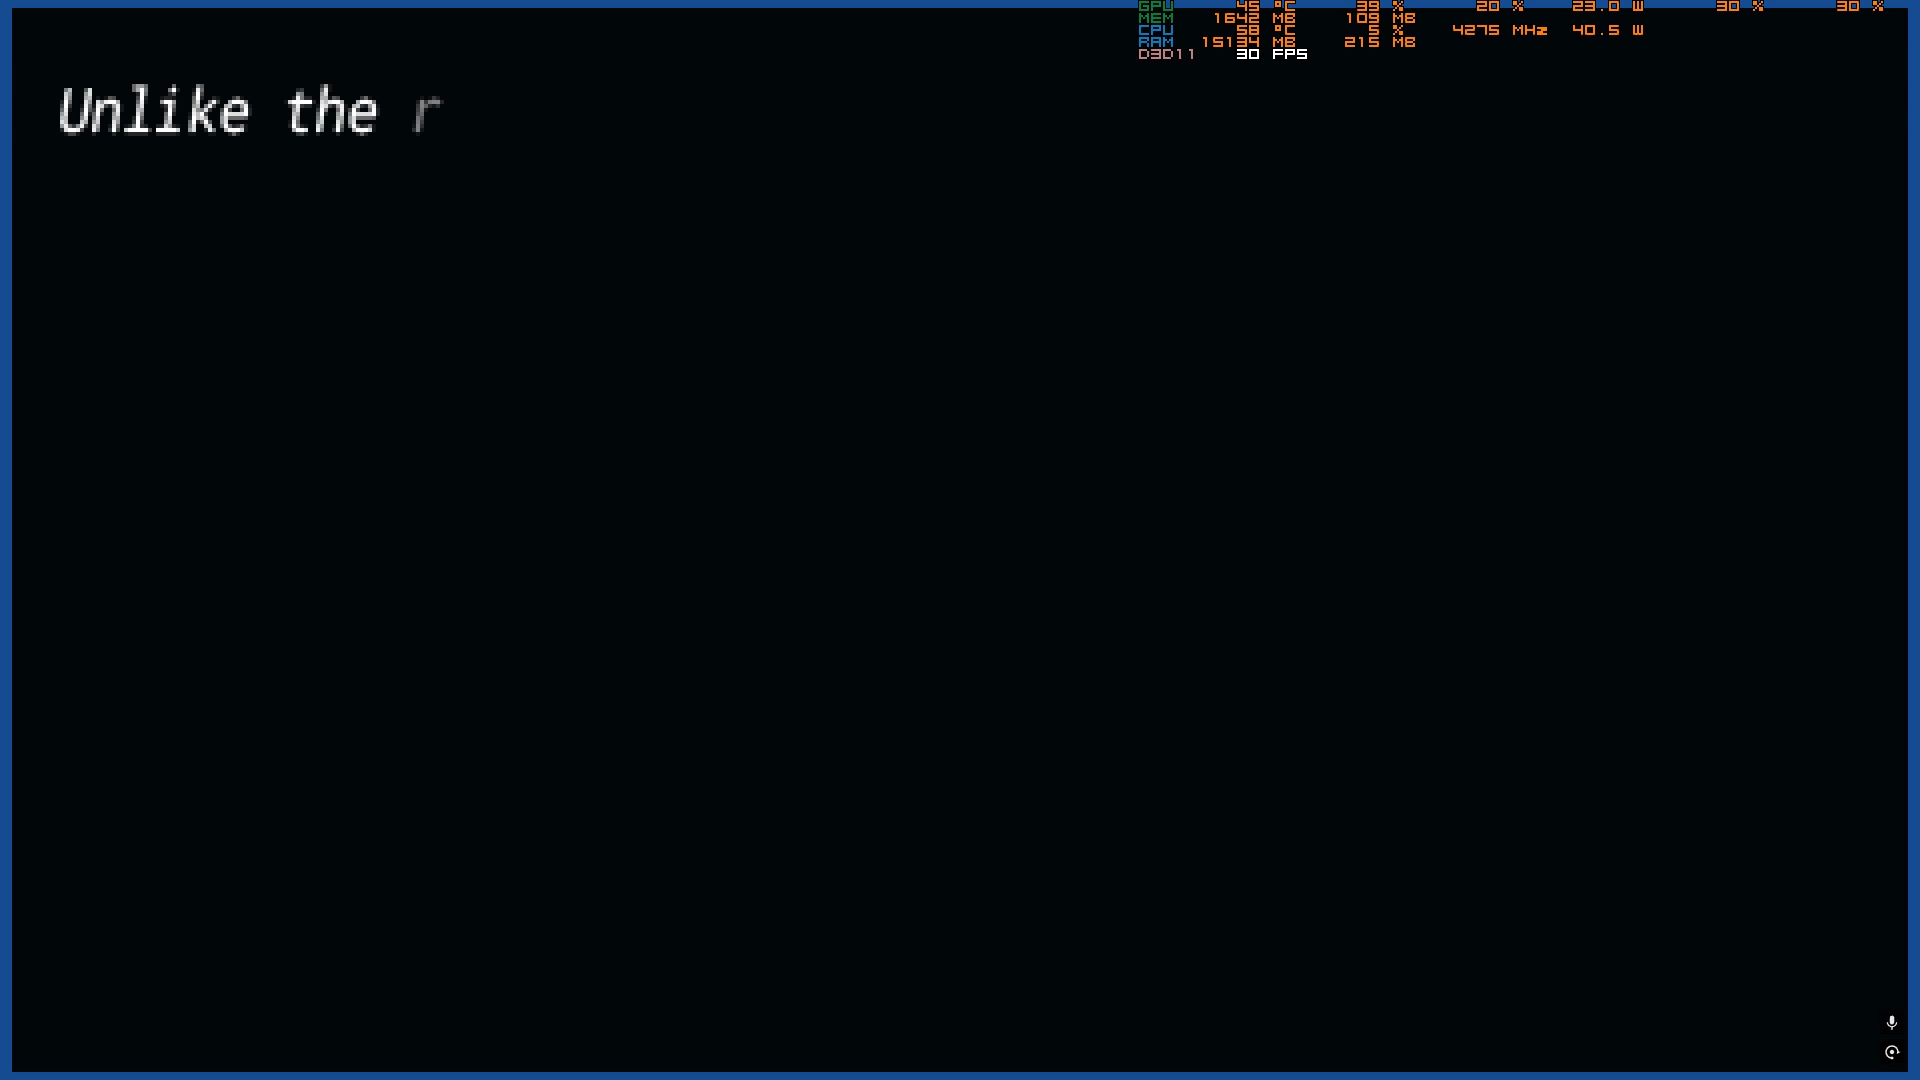 GPU 45 °C 39 % 20 % 23.0 W 30 % 30 %
MEM 1642 MB 109 MB
CPU 58 °C 5 % 4275 MHz 40.5 W
RAM 15134 MB 215 MB
D3D11 30 FPS
Unlike the r